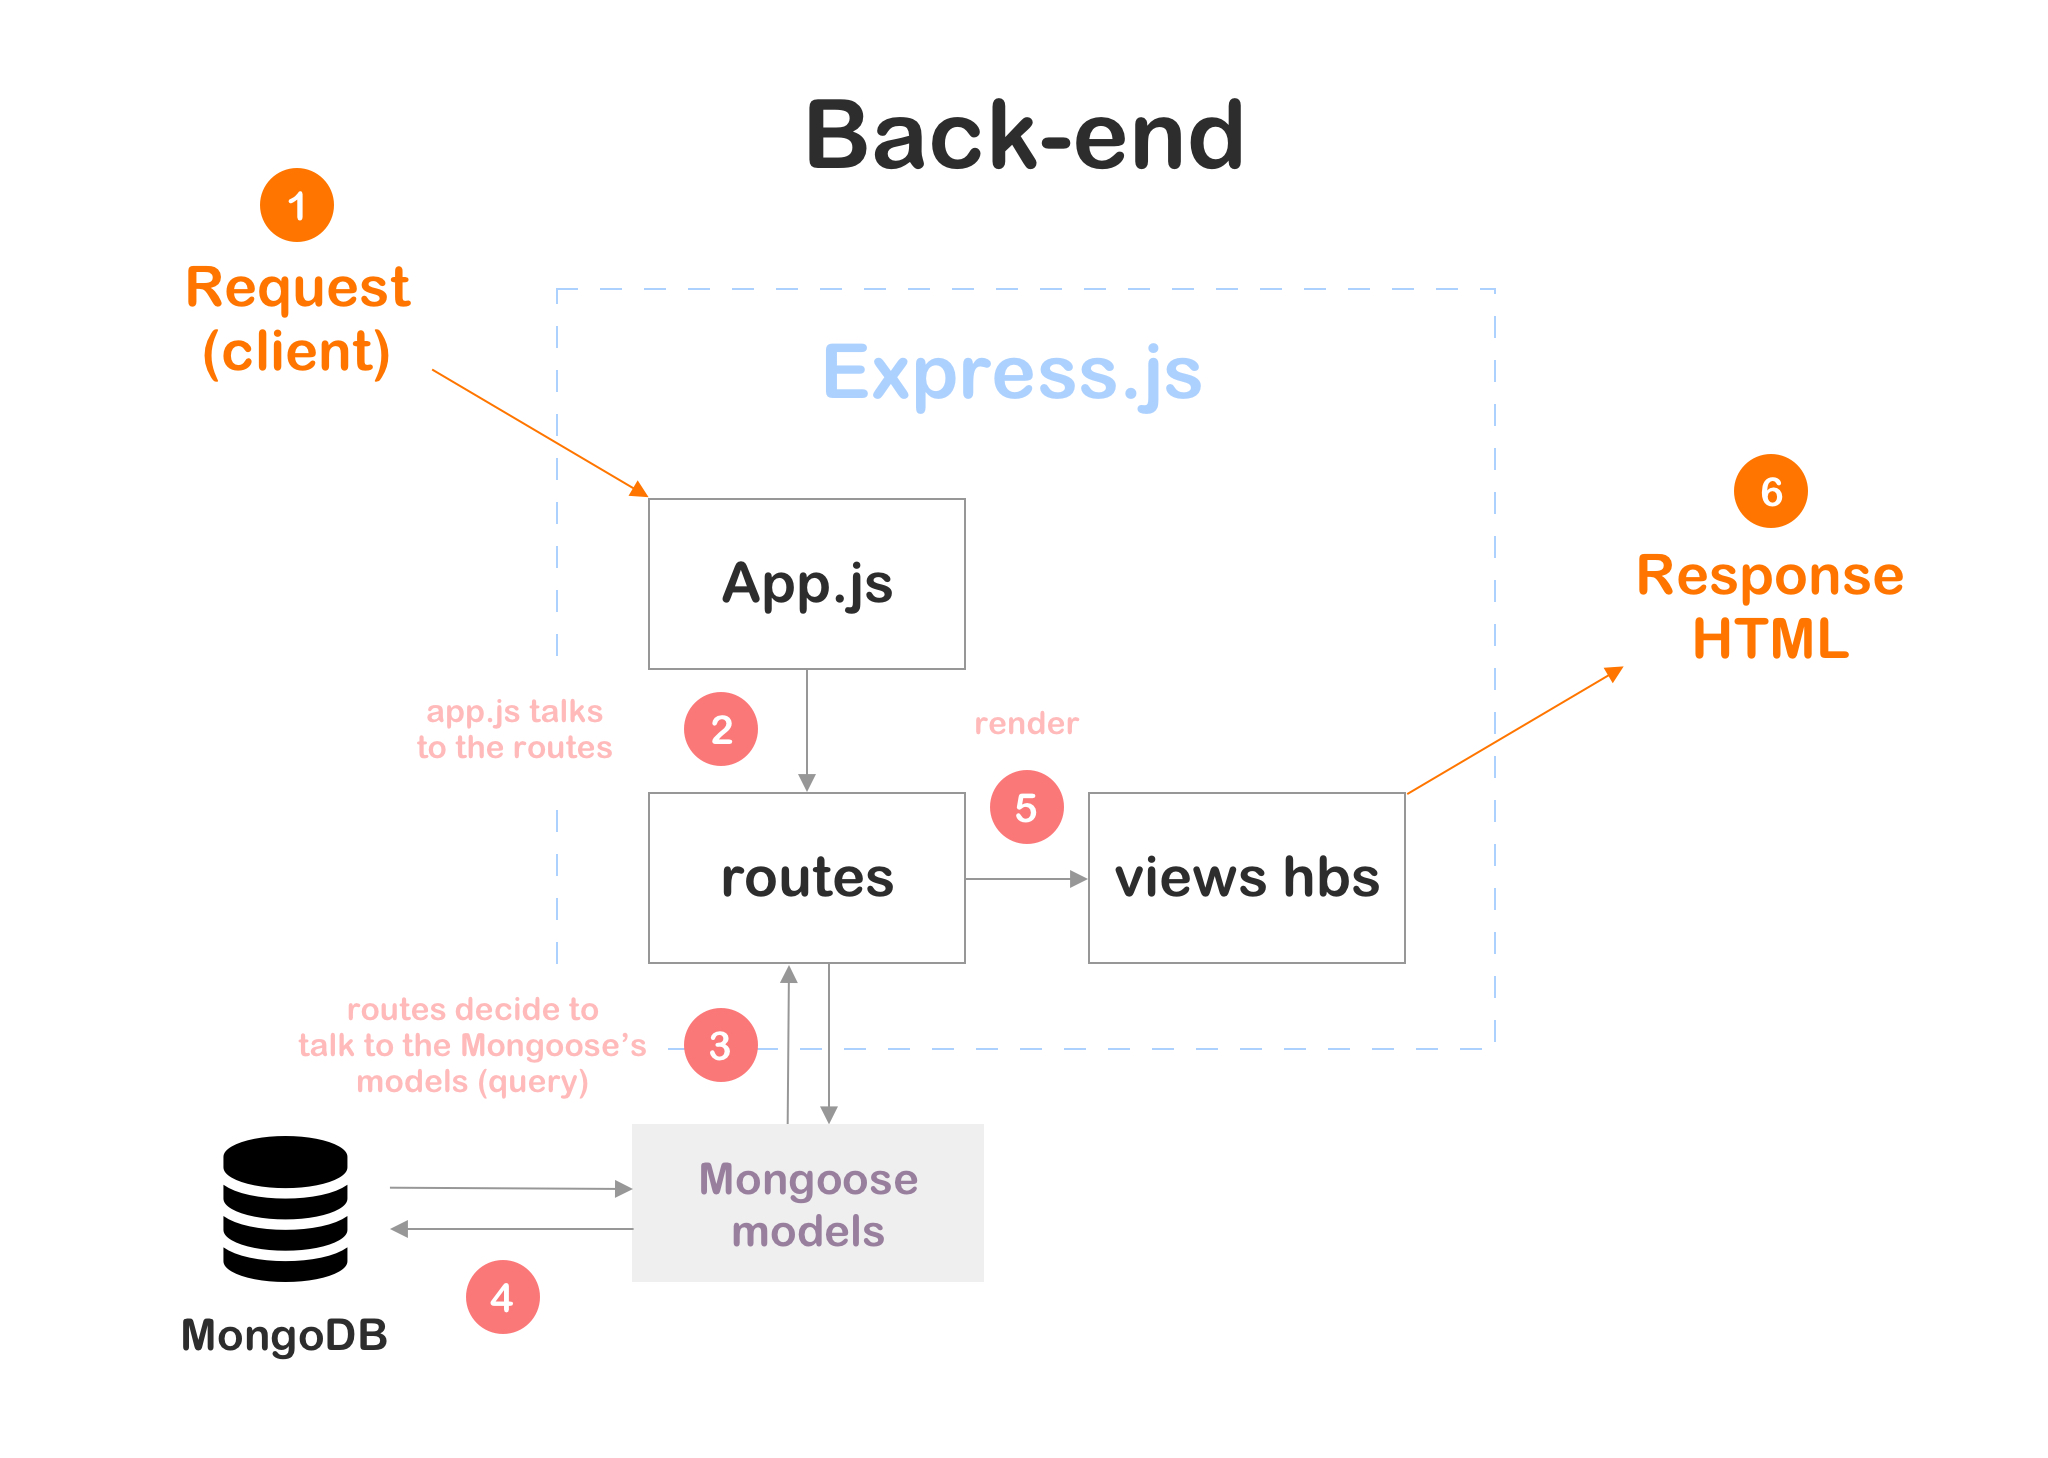 Back-end
1
Request
(client)
Express.js
6
Response
HTML
App.js
app.js talks
to the routes
2
render
5
routes
views hbs
routes decide to
talk to the Mongoose’s
models (query)
3
Mongoose
models
4
MongoDB